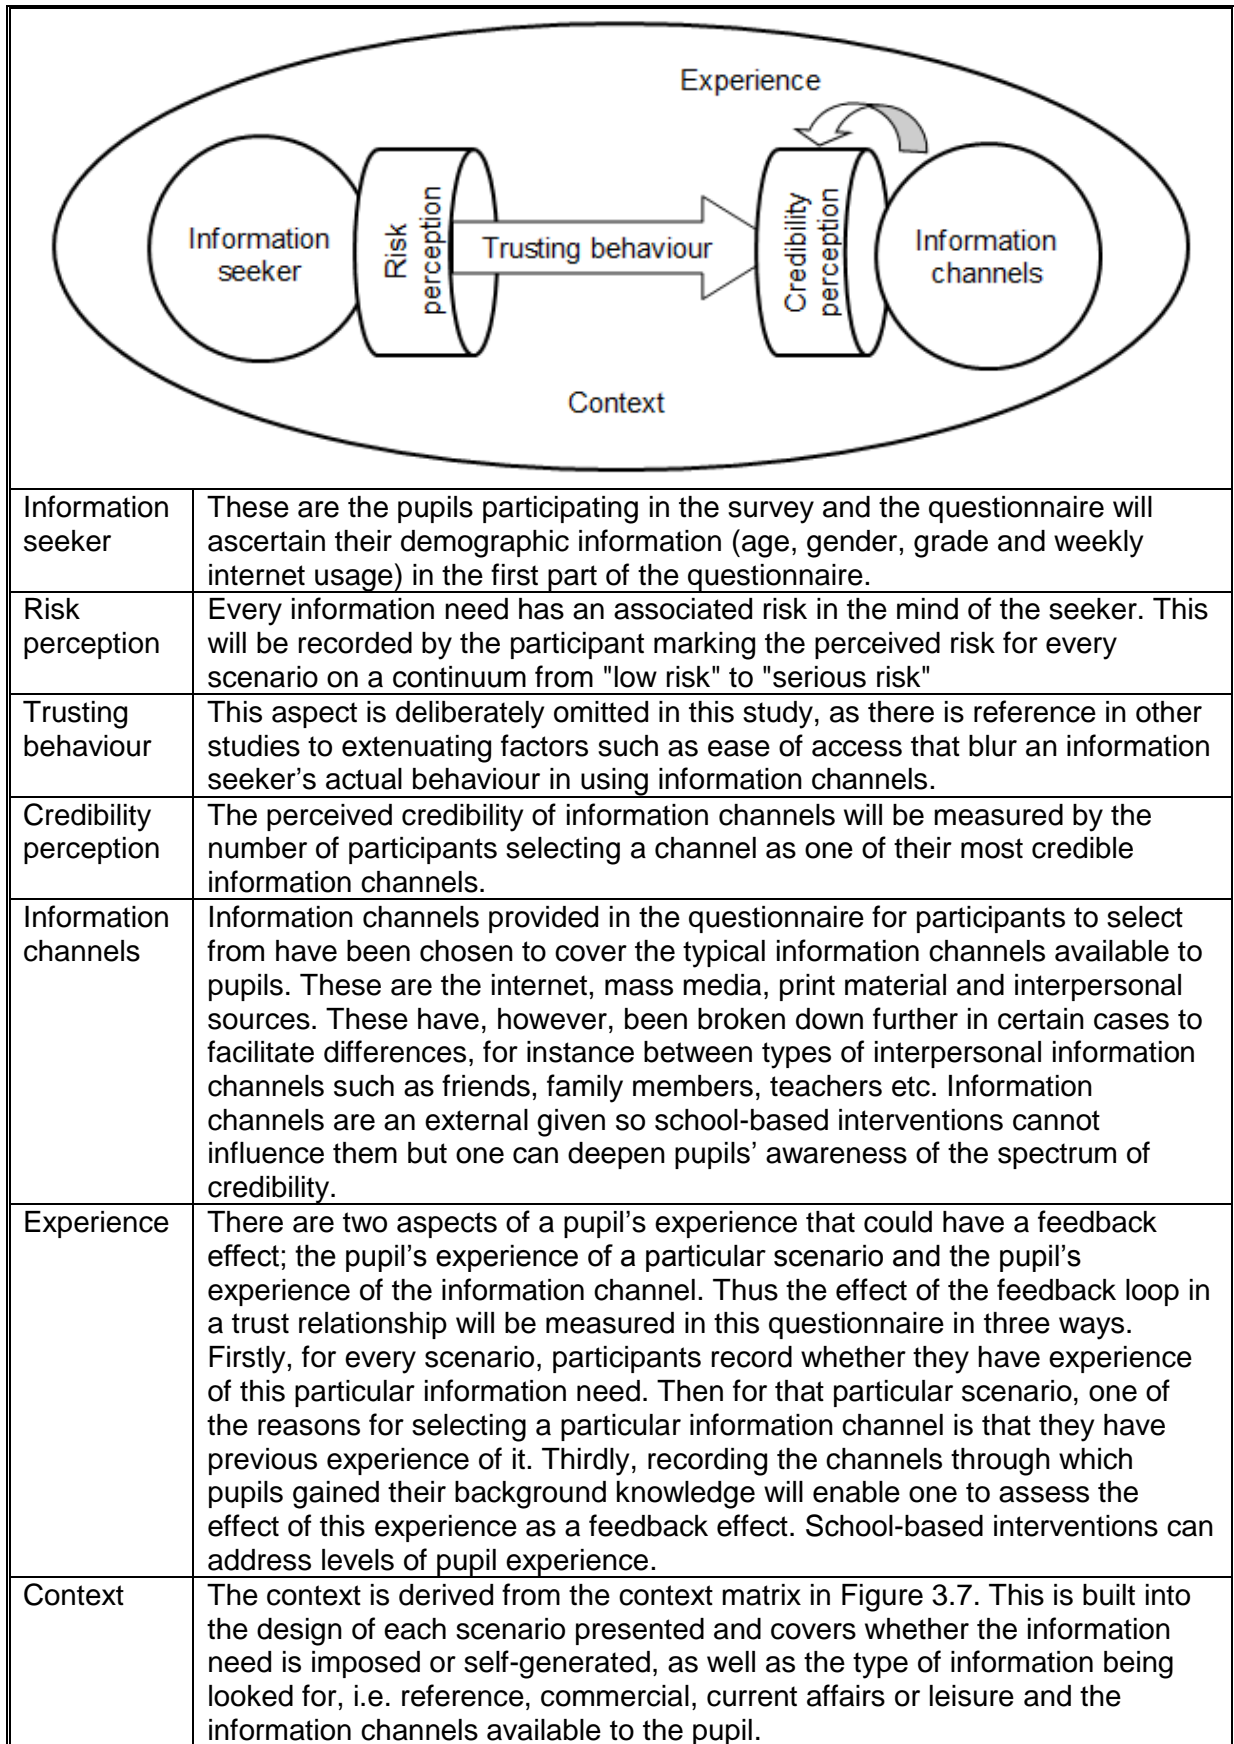 Experience
Information
seeker
Risk
perception
Trusting behaviour
Credibility
perception
Information
channels
Context
Information
seeker
These are the pupils participating in the survey and the questionnaire will
ascertain their demographic information (age, gender, grade and weekly
internet usage) in the first part of the questionnaire.
Risk
perception
Every information need has an associated risk in the mind of the seeker. This
will be recorded by the participant marking the perceived risk for every
scenario on a continuum from "low risk" to "serious risk"
Trusting
behaviour
This aspect is deliberately omitted in this study, as there is reference in other
studies to extenuating factors such as ease of access that blur an information
seeker’s actual behaviour in using information channels.
Credibility
perception
The perceived credibility of information channels will be measured by the
number of participants selecting a channel as one of their most credible
information channels.
Information
channels
Information channels provided in the questionnaire for participants to select
from have been chosen to cover the typical information channels available to
pupils. These are the internet, mass media, print material and interpersonal
sources. These have, however, been broken down further in certain cases to
facilitate differences, for instance between types of interpersonal information
channels such as friends, family members, teachers etc. Information
channels are an external given so school-based interventions cannot
influence them but one can deepen pupils’ awareness of the spectrum of
credibility.
Experience
There are two aspects of a pupil’s experience that could have a feedback
effect; the pupil’s experience of a particular scenario and the pupil’s
experience of the information channel. Thus the effect of the feedback loop in
a trust relationship will be measured in this questionnaire in three ways.
Firstly, for every scenario, participants record whether they have experience
of this particular information need. Then for that particular scenario, one of
the reasons for selecting a particular information channel is that they have
previous experience of it. Thirdly, recording the channels through which
pupils gained their background knowledge will enable one to assess the
effect of this experience as a feedback effect. School-based interventions can
address levels of pupil experience.
Context
The context is derived from the context matrix in Figure 3.7. This is built into
the design of each scenario presented and covers whether the information
need is imposed or self-generated, as well as the type of information being
looked for, i.e. reference, commercial, current affairs or leisure and the
information channels available to the pupil.